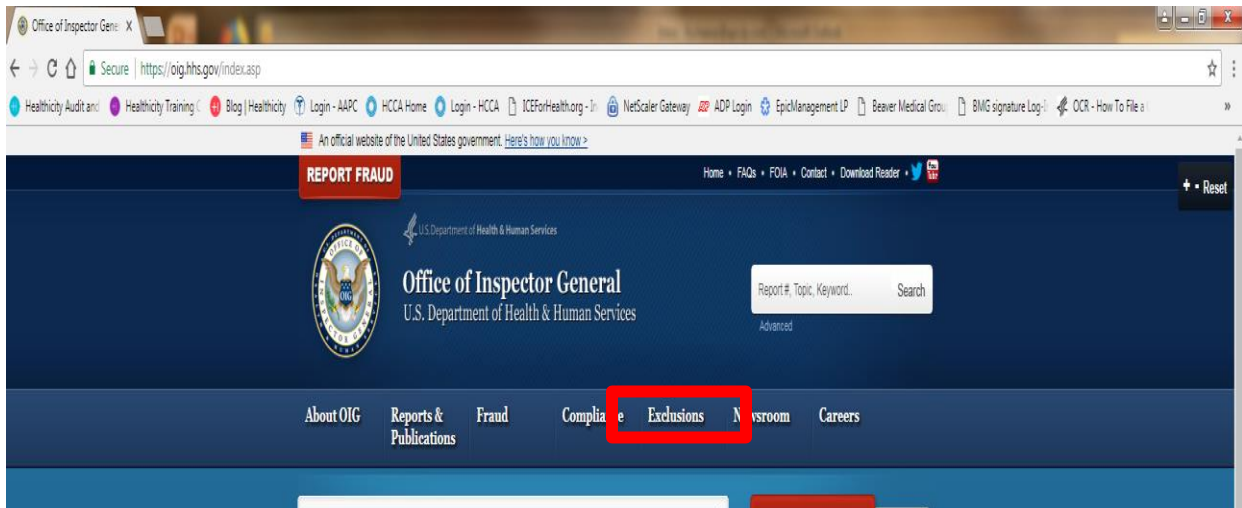 Office of Inspector Gene
Secure | https://oig.hhs.gov/index.asp
Healthicity Audit and Healthicity Training C Blog | Healthicity Login - AAPC HCCA Home Login - HCCA ICEForHealth.org - In NetScaler Gateway ADP Login EpicManagement LP Beaver Medical Grou BMG signature Log-I OCR - How To File a »
An official website of the United States government. Here's how you know >
REPORT FRAUD
Home • FAQs • FOIA • Contact • Download Reader •
+ - Reset
U.S. Department of Health & Human Services
Office of Inspector General
U.S. Department of Health & Human Services
Report #, Topic, Keyword.. Search
Advanced
About OIG Reports & Publications Fraud Exclusions Careers